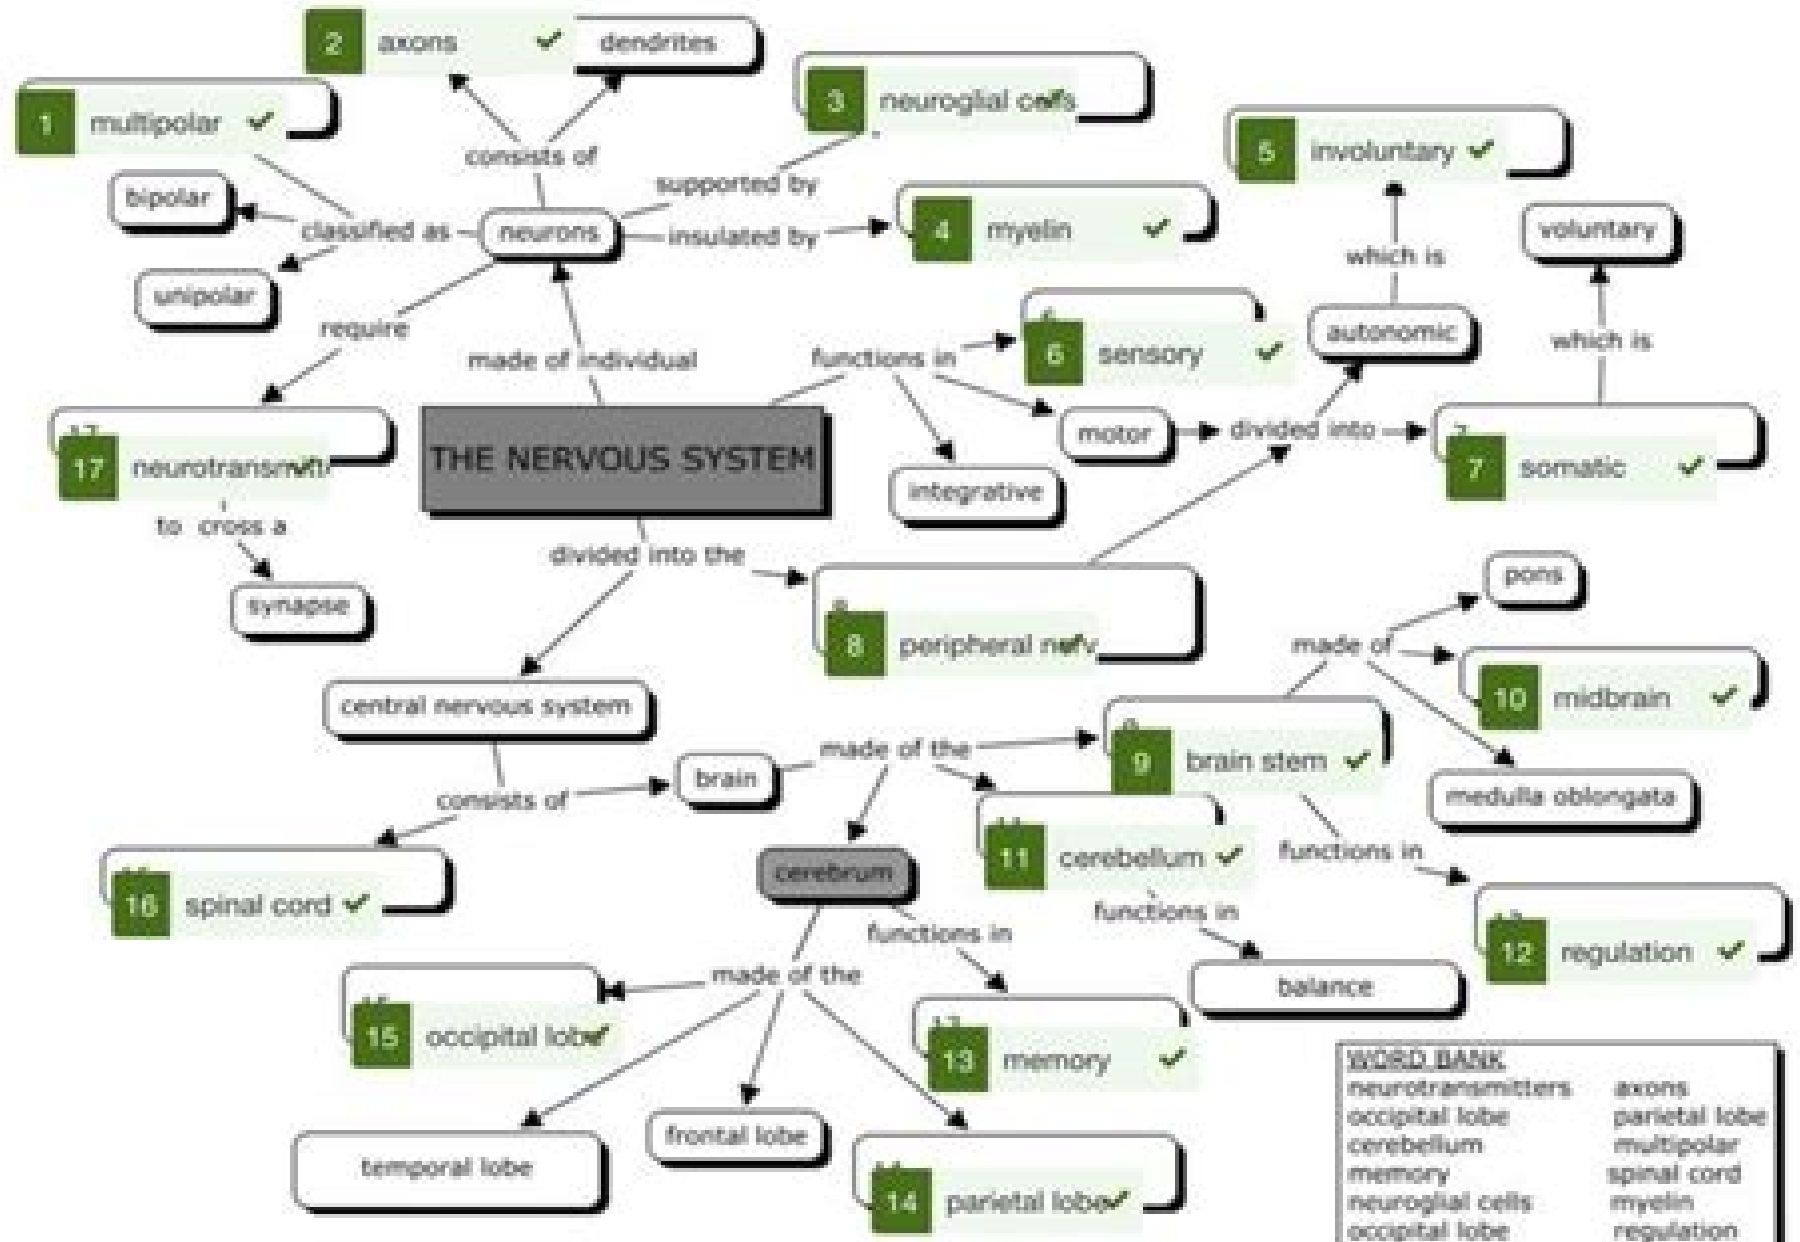 2 axons
dendrites
1 multipolar
3 neuroglial cells
5 involuntary
consists of
supported by
bipolar
classified as
neurons
insulated by
4 myelin
voluntary
which is
unipolar
require
made of individual
functions in
6 sensory
autonomic
which is
17
THE NERVOUS SYSTEM
motor
divided into
7 somatic
integrative
to cross a
divided into the
synapse
8 peripheral
pons
made of
10 midbrain
central nervous system
brain
made of the
9 brain stem
medulla oblongata
consists of
16 spinal cord
cerebrum
11 cerebellum
functions in
functions in
functions in
12 regulation
made of the
balance
15 occipital lobe
13 memory
temporal lobe
frontal lobe
14 parietal lobe
WORD BANK
neurotransmitters axons
occipital lobe parietal lobe
cerebellum multipolar
memory spinal cord
neuroglial cells myelin
occipital lobe regulation